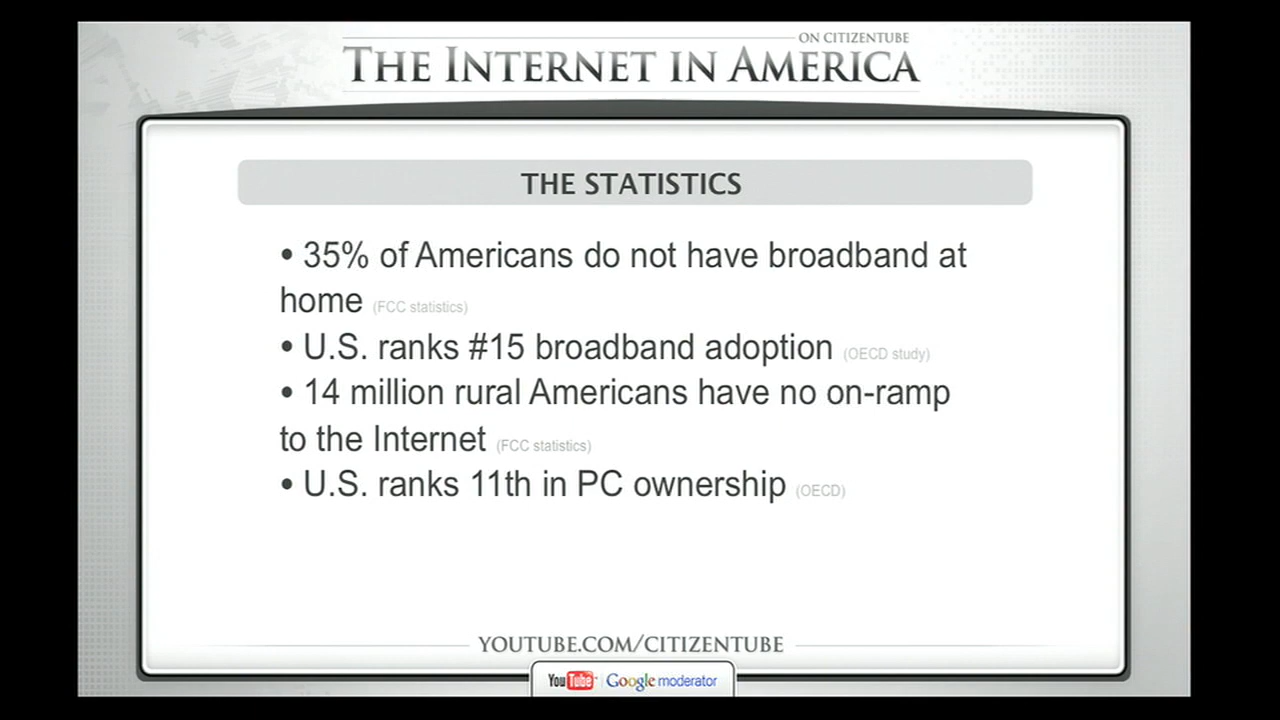 ON CITIZENTUBE
THE INTERNET IN AMERICA
THE STATISTICS
• 35% of Americans do not have broadband at
home (FCC statistics)
• U.S. ranks #15 broadband adoption (OECD study)
• 14 million rural Americans have no on-ramp
to the Internet (FCC statistics)
• U.S. ranks 11th in PC ownership (OECD)
YOUTUBE.COM/CITIZENTUBE
YouTube Google moderator